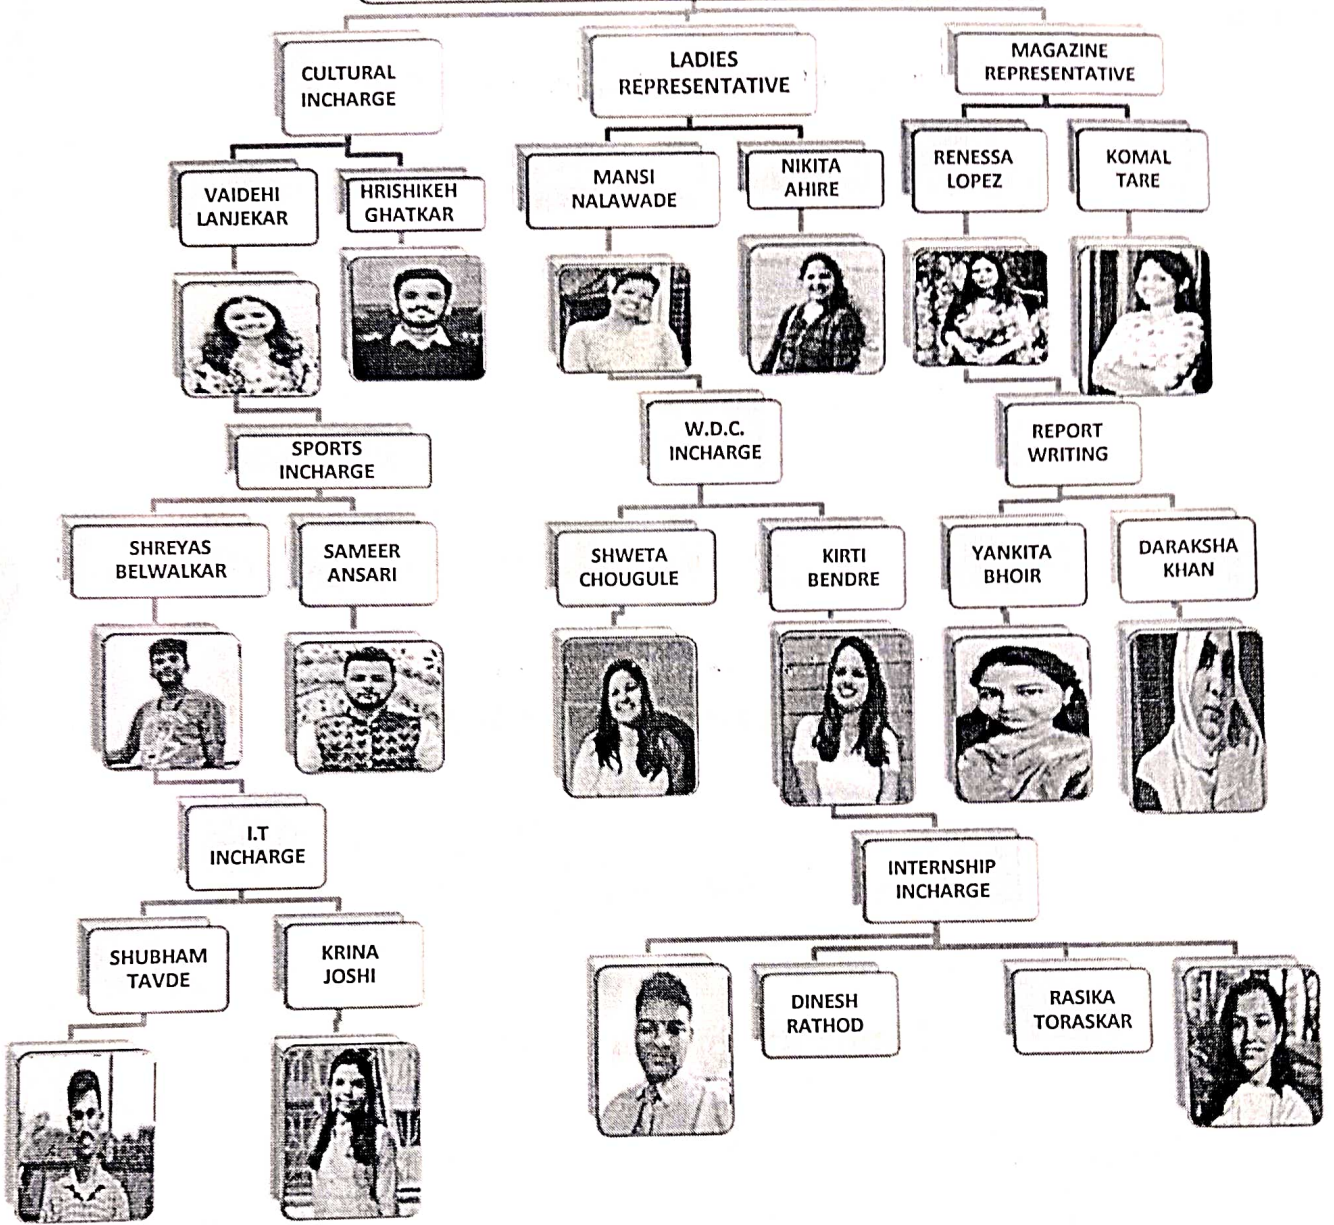 CULTURAL
INCHARGE
LADIES
REPRESENTATIVE
MAGAZINE
REPRESENTATIVE
VAIDEHI
LANJEKAR
HRISHIKEH
GHATKAR
MANSI
NALAWADE
NIKITA
AHIRE
RENESSA
LOPEZ
KOMAL
TARE
SPORTS
INCHARGE
W.D.C.
INCHARGE
REPORT
WRITING
SHREYAS
BELWALKAR
SAMEER
ANSARI
SHWETA
CHOUGULE
KIRTI
BENDRE
YANKITA
BHOIR
DARAKSHA
KHAN
I.T
INCHARGE
INTERNSHIP
INCHARGE
SHUBHAM
TAVDE
KRINA
JOSHI
DINESH
RATHOD
RASIKA
TORASKAR